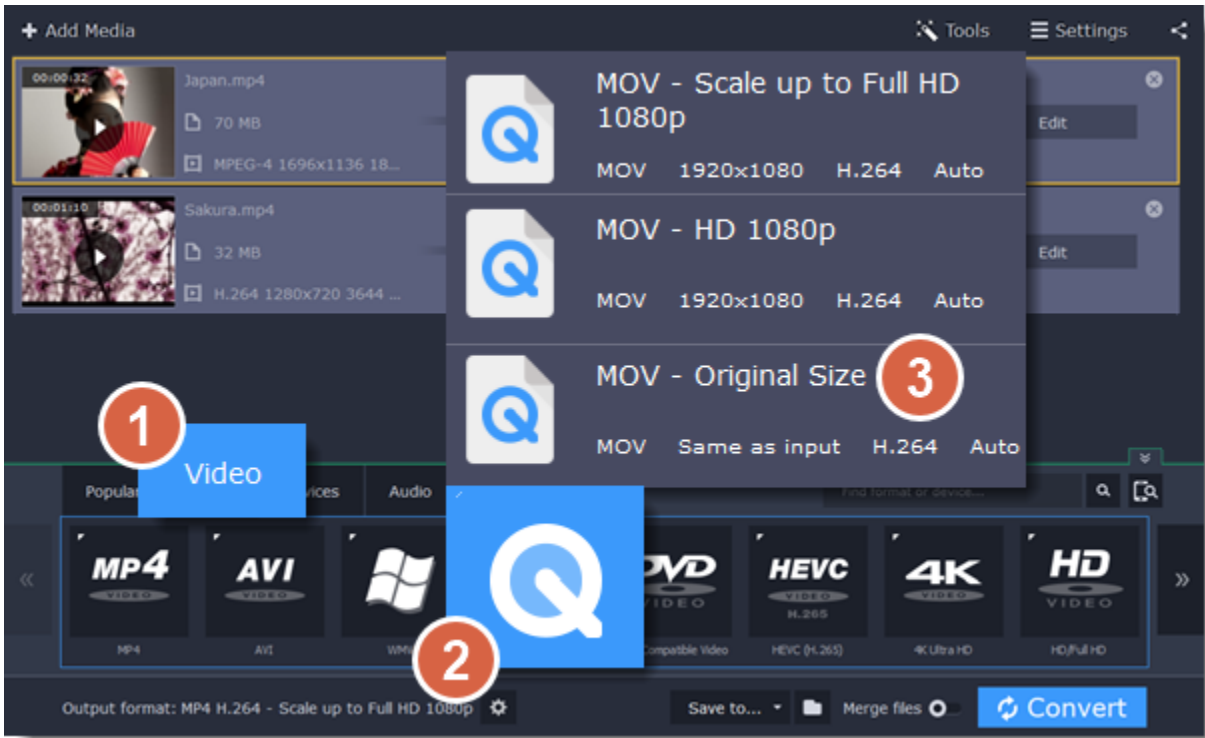 Add Media
Tools
Settings
00:00:32
Japan.mp4
70 MB
MPEG-4 1696x1136 18...
Edit
00:01:10
Sakura.mp4
32 MB
H.264 1280x720 3644 ...
Edit
MOV - Scale up to Full HD
1080p
MOV 1920x1080 H.264 Auto
MOV - HD 1080p
MOV 1920x1080 H.264 Auto
MOV - Original Size
3
MOV Same as input H.264 Auto
1
Video
Audio
Find format or device...
MP4
VIDEO
AVI
VIDEO
DVD
VIDEO
HEVC
VIDEO
H.265
4K
VIDEO
HD
VIDEO
MP4
AVI
Compatible Video
HEVC (H.265)
4K Ultra HD
HD/Full HD
2
Output format: MP4 H.264 - Scale up to Full HD 1080p
Save to...
Merge files
Convert